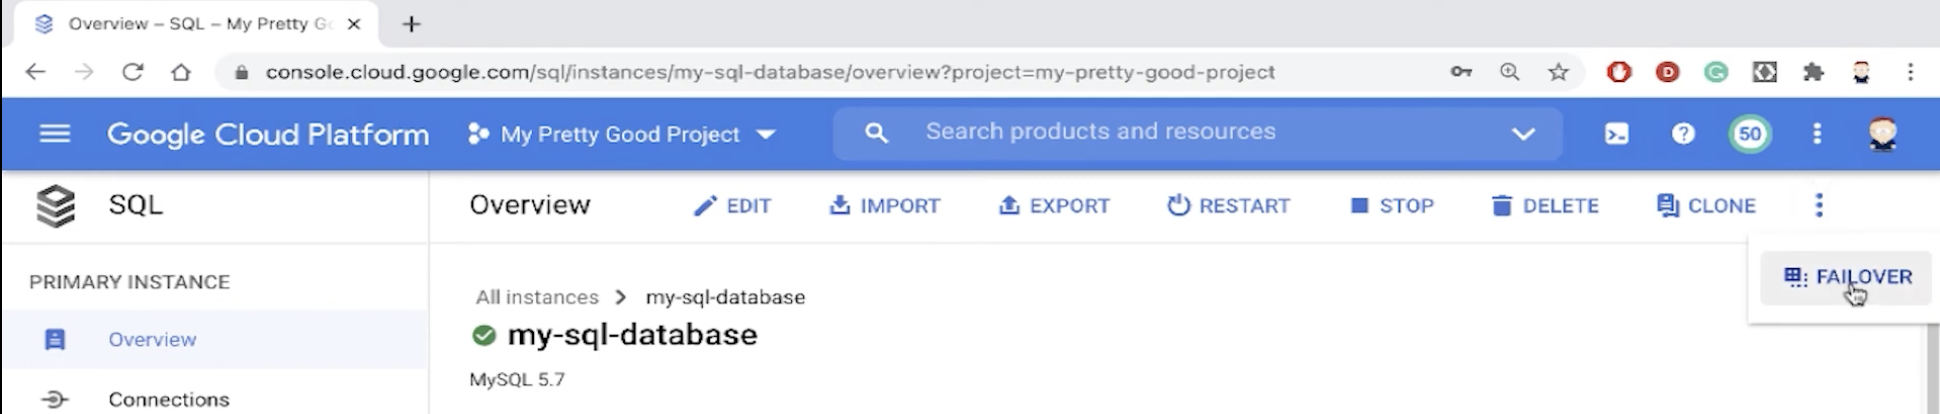 Overview – SQL – My Pretty G
console.cloud.google.com/sql/instances/my-sql-database/overview?project=my-pretty-good-project
D
Google Cloud Platform My Pretty Good Project Search products and resources 50
SQL Overview EDIT IMPORT EXPORT RESTART STOP DELETE CLONE
FAILOVER
PRIMARY INSTANCE
All instances > my-sql-database
Overview my-sql-database
MySQL 5.7
Connections